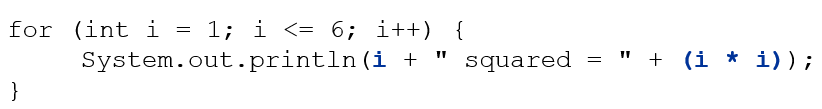 for (int i = 1; i <= 6; i++) {
     System.out.println(i + " squared = " + (i * i));
}